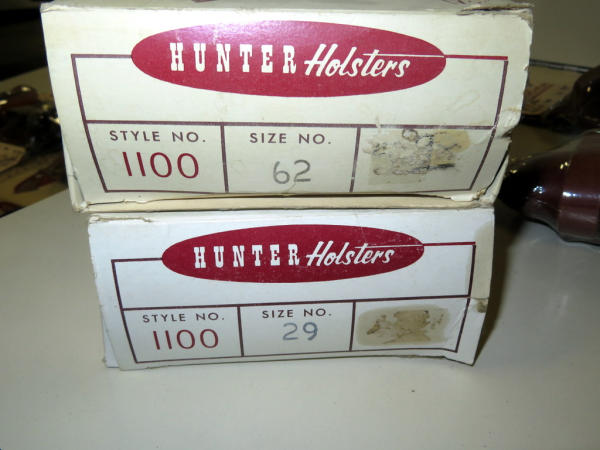 HUNTER Holsters
STYLE NO. SIZE NO.
1100 62
HUNTER Holsters
STYLE NO. SIZE NO.
1100 29